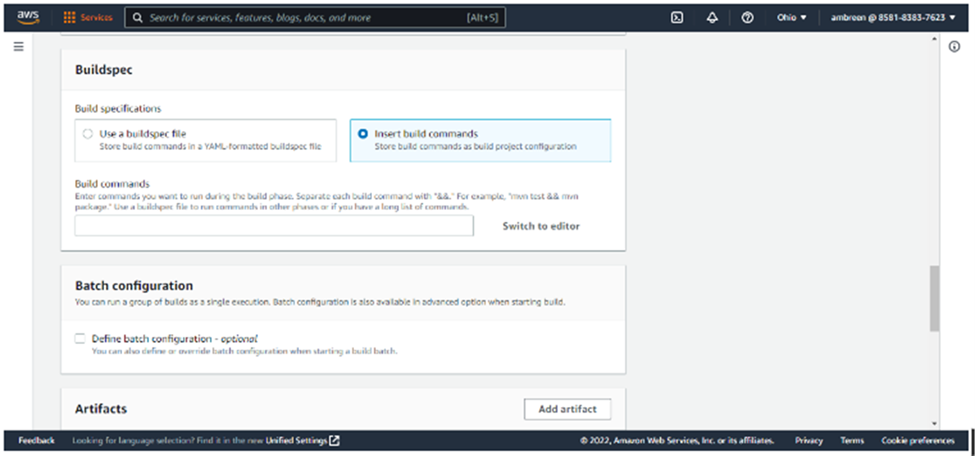 aws
Services
Search for services, features, blogs, docs, and more
[Alt+S]
Ohio
ambreen @ 8581-8383-7623
Buildspec
Build specifications
Use a buildspec file
Store build commands in a YAML-formatted buildspec file
Insert build commands
Store build commands as build project configuration
Build commands
Enter commands you want to run during the build phase. Separate each build command with "&&." For example, "mvn test && mvn
package." Use a buildspec file to run commands in other phases or if you have a long list of commands.
Switch to editor
Batch configuration
You can run a group of builds as a single execution. Batch configuration is also available in advanced option when starting build.
Define batch configuration - optional
You can also define or override batch configuration when starting a build batch.
Artifacts
Add artifact
Feedback
Looking for language selection? Find it in the new Unified Settings
© 2022, Amazon Web Services, Inc. or its affiliates.
Privacy
Terms
Cookie preferences